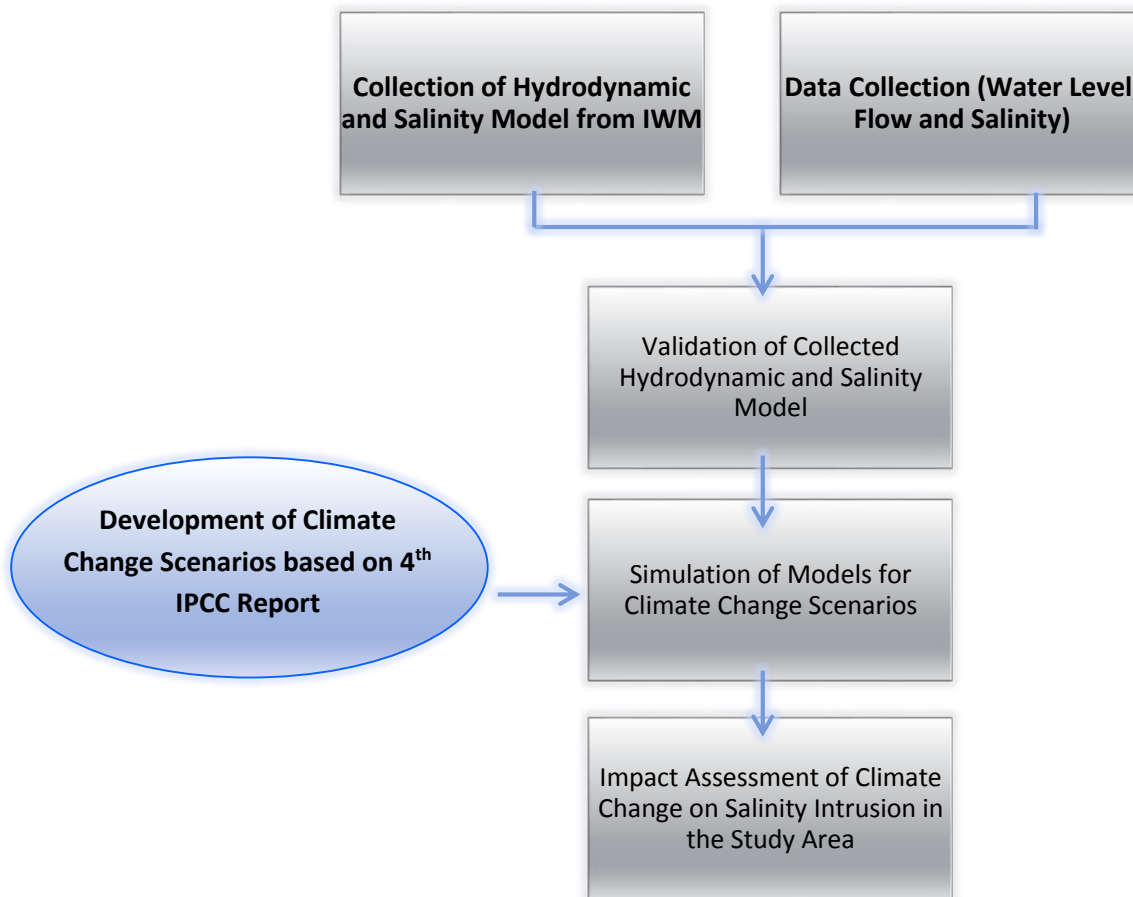 Collection of Hydrodynamic
and Salinity Model from IWM
Data Collection (Water Level,
Flow and Salinity)
Validation of Collected
Hydrodynamic and Salinity
Model
Development of Climate
Change Scenarios based on 4th
IPCC Report
Simulation of Models for
Climate Change Scenarios
Impact Assessment of Climate
Change on Salinity Intrusion in
the Study Area